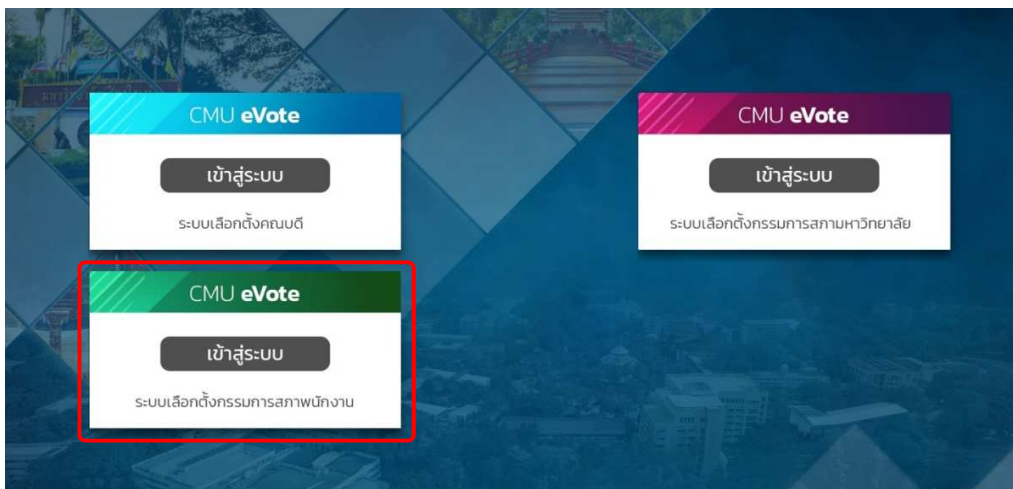 CMU eVote
เข้าสู่ระบบ
ระบบเลือกตั้งคณบดี
CMU eVote
เข้าสู่ระบบ
ระบบเลือกตั้งกรรมการสภามหาวิทยาลัย
CMU eVote
เข้าสู่ระบบ
ระบบเลือกตั้งกรรมการสภาพนักงาน